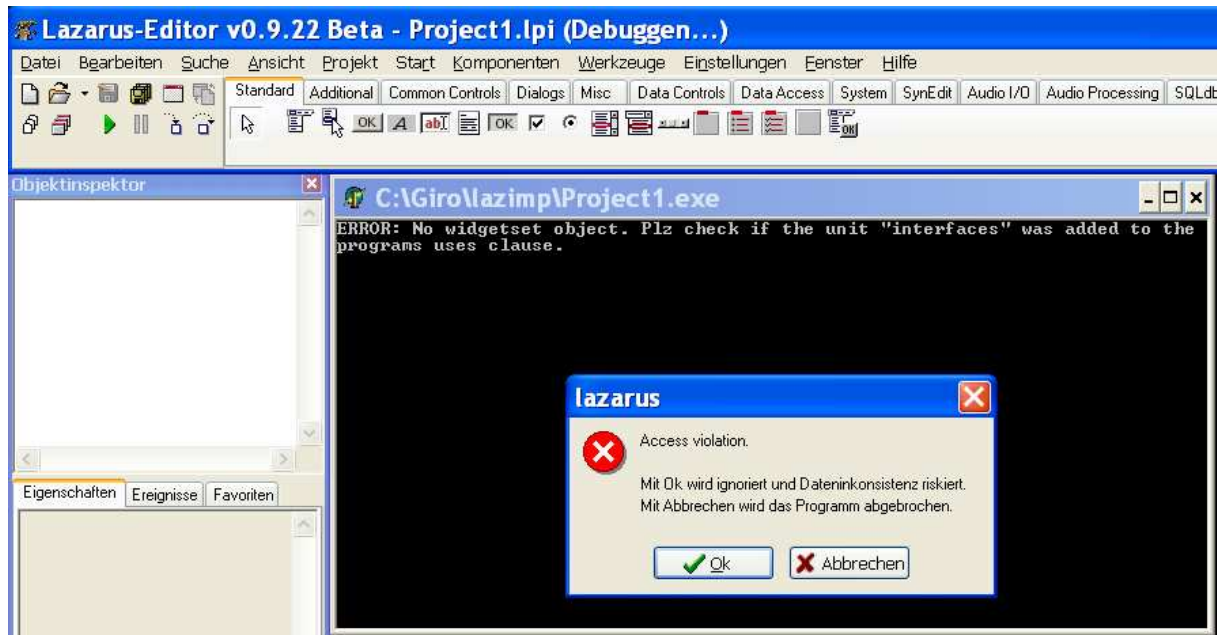 Lazarus-Editor v0.9.22 Beta - Project1.lpi (Debuggen...)
Datei Bearbeiten Suche Ansicht Projekt Start Komponenten Werkzeuge Einstellungen Fenster Hilfe
Standard Additional Common Controls Dialogs Misc Data Controls Data Access System SynEdit Audio I/O Audio Processing SQLdb
OK A abI OK OK
Objektinspektor
C:\Giro\lazimp\Project1.exe
ERROR: No widgetset object. Plz check if the unit "interfaces" was added to the
programs uses clause.
lazarus
Access violation.
Mit Ok wird ignoriert und Dateninkonsistenz riskiert.
Mit Abbrechen wird das Programm abgebrochen.
Ok Abbrechen
Eigenschaften Ereignisse Favoriten